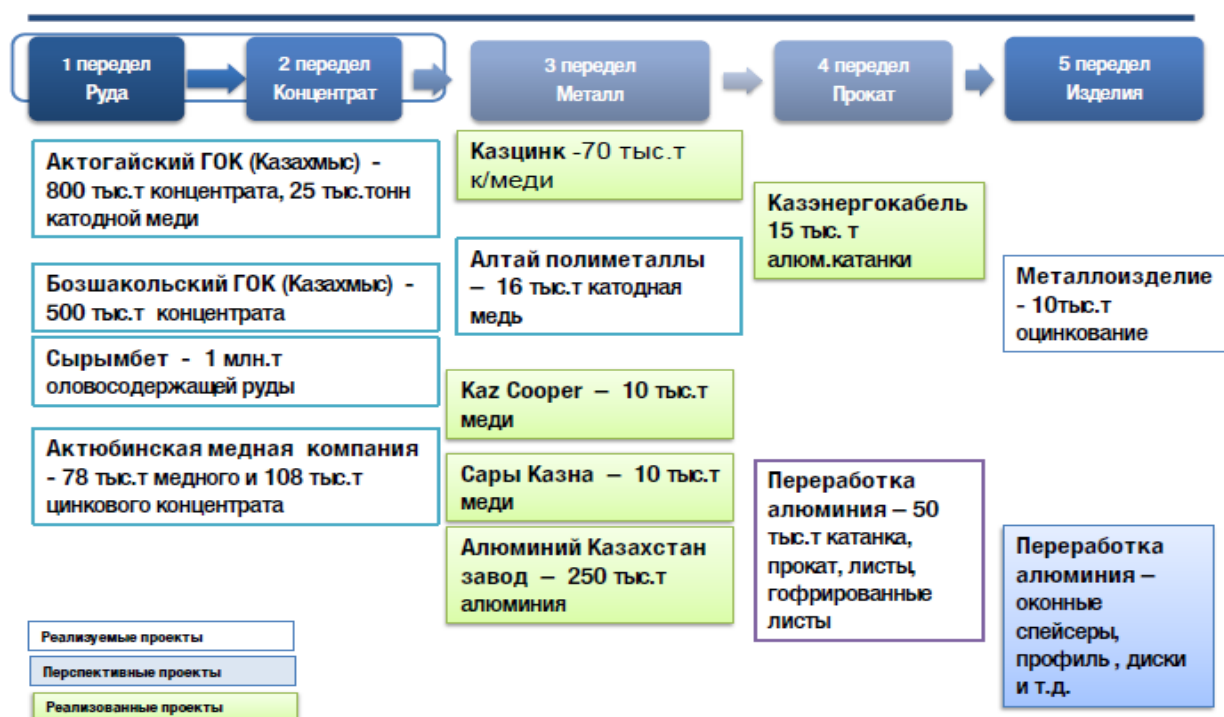 1 передел
Руда
2 передел
Концентрат
3 передел
Металл
4 передел
Прокат
5 передел
Изделия
Актогайский ГОК (Казахмыс) -
800 тыс.т концентрата, 25 тыс.тонн
катодной меди
Бозшакольский ГОК (Казахмыс) -
500 тыс.т концентрата
Сырымбет - 1 млн.т
оловосодержащей руды
Актюбинская медная компания
- 78 тыс.т медного и 108 тыс.т
цинкового концентрата
Казцинк -70 тыс.т
к/меди
Алтай полиметаллы
– 16 тыс.т катодная
медь
Kaz Cooper – 10 тыс.т
меди
Сары Казна – 10 тыс.т
меди
Алюминий Казахстан
завод – 250 тыс.т
алюминия
Казэнергокабель
15 тыс. т
алюм.катанки
Переработка
алюминия – 50
тыс.т катанка,
прокат, листы,
гофрированные
листы
Металлоизделие
- 10тыс.т
оцинкование
Переработка
алюминия –
оконные
спейсеры,
профиль , диски
и т.д.
Реализуемые проекты
Перспективные проекты
Реализованные проекты